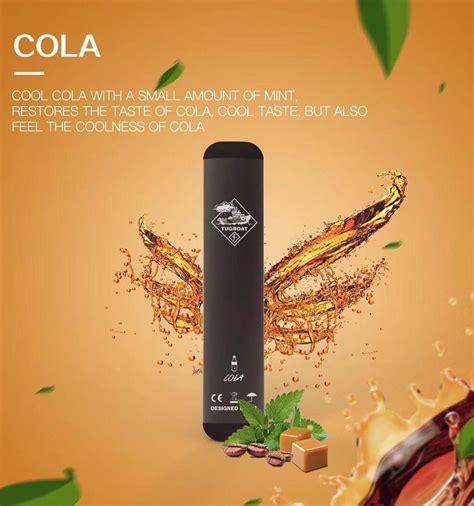 COLA
COOL COLA WITH A SMALL AMOUNT OF MINT,
RESTORES THE TASTE OF COLA, COOL TASTE, BUT ALSO
FEEL THE COOLNESS OF COLA
TUGBOAT
COLA
CE
DESIGNED